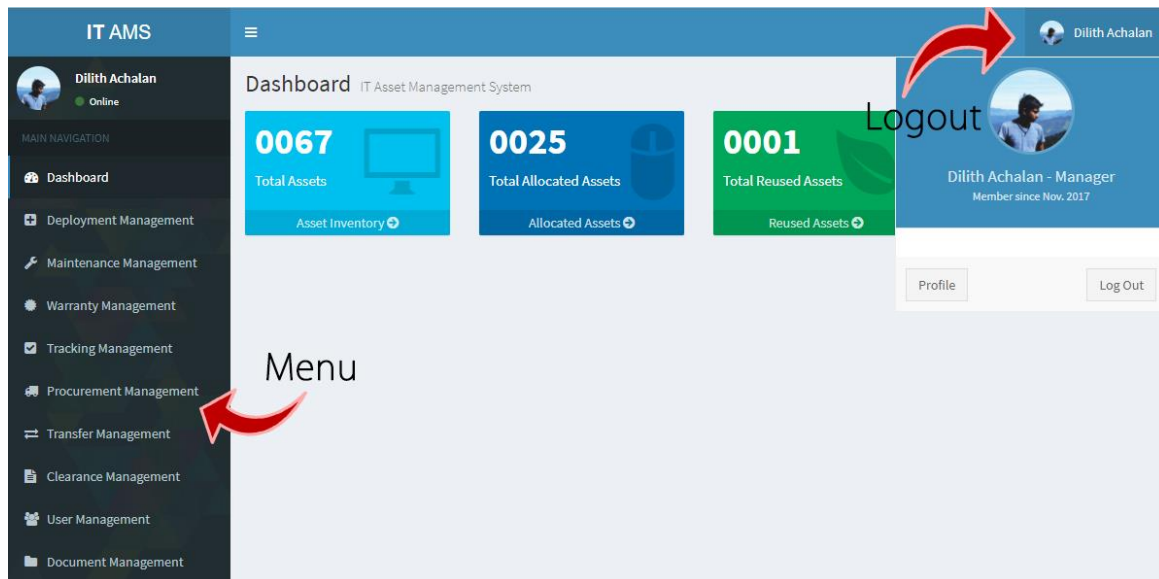 IT AMS
Dilith Achalan
Dilith Achalan
Online
MAIN NAVIGATION
Dashboard
Deployment Management
Maintenance Management
Warranty Management
Tracking Management
Procurement Management
Transfer Management
Clearance Management
User Management
Document Management
Menu
Dashboard IT Asset Management System
0067
Total Assets
Asset Inventory
0025
Total Allocated Assets
Allocated Assets
0001
Total Reused Assets
Reused Assets
Logout
Dilith Achalan - Manager
Member since Nov. 2017
Profile
Log Out